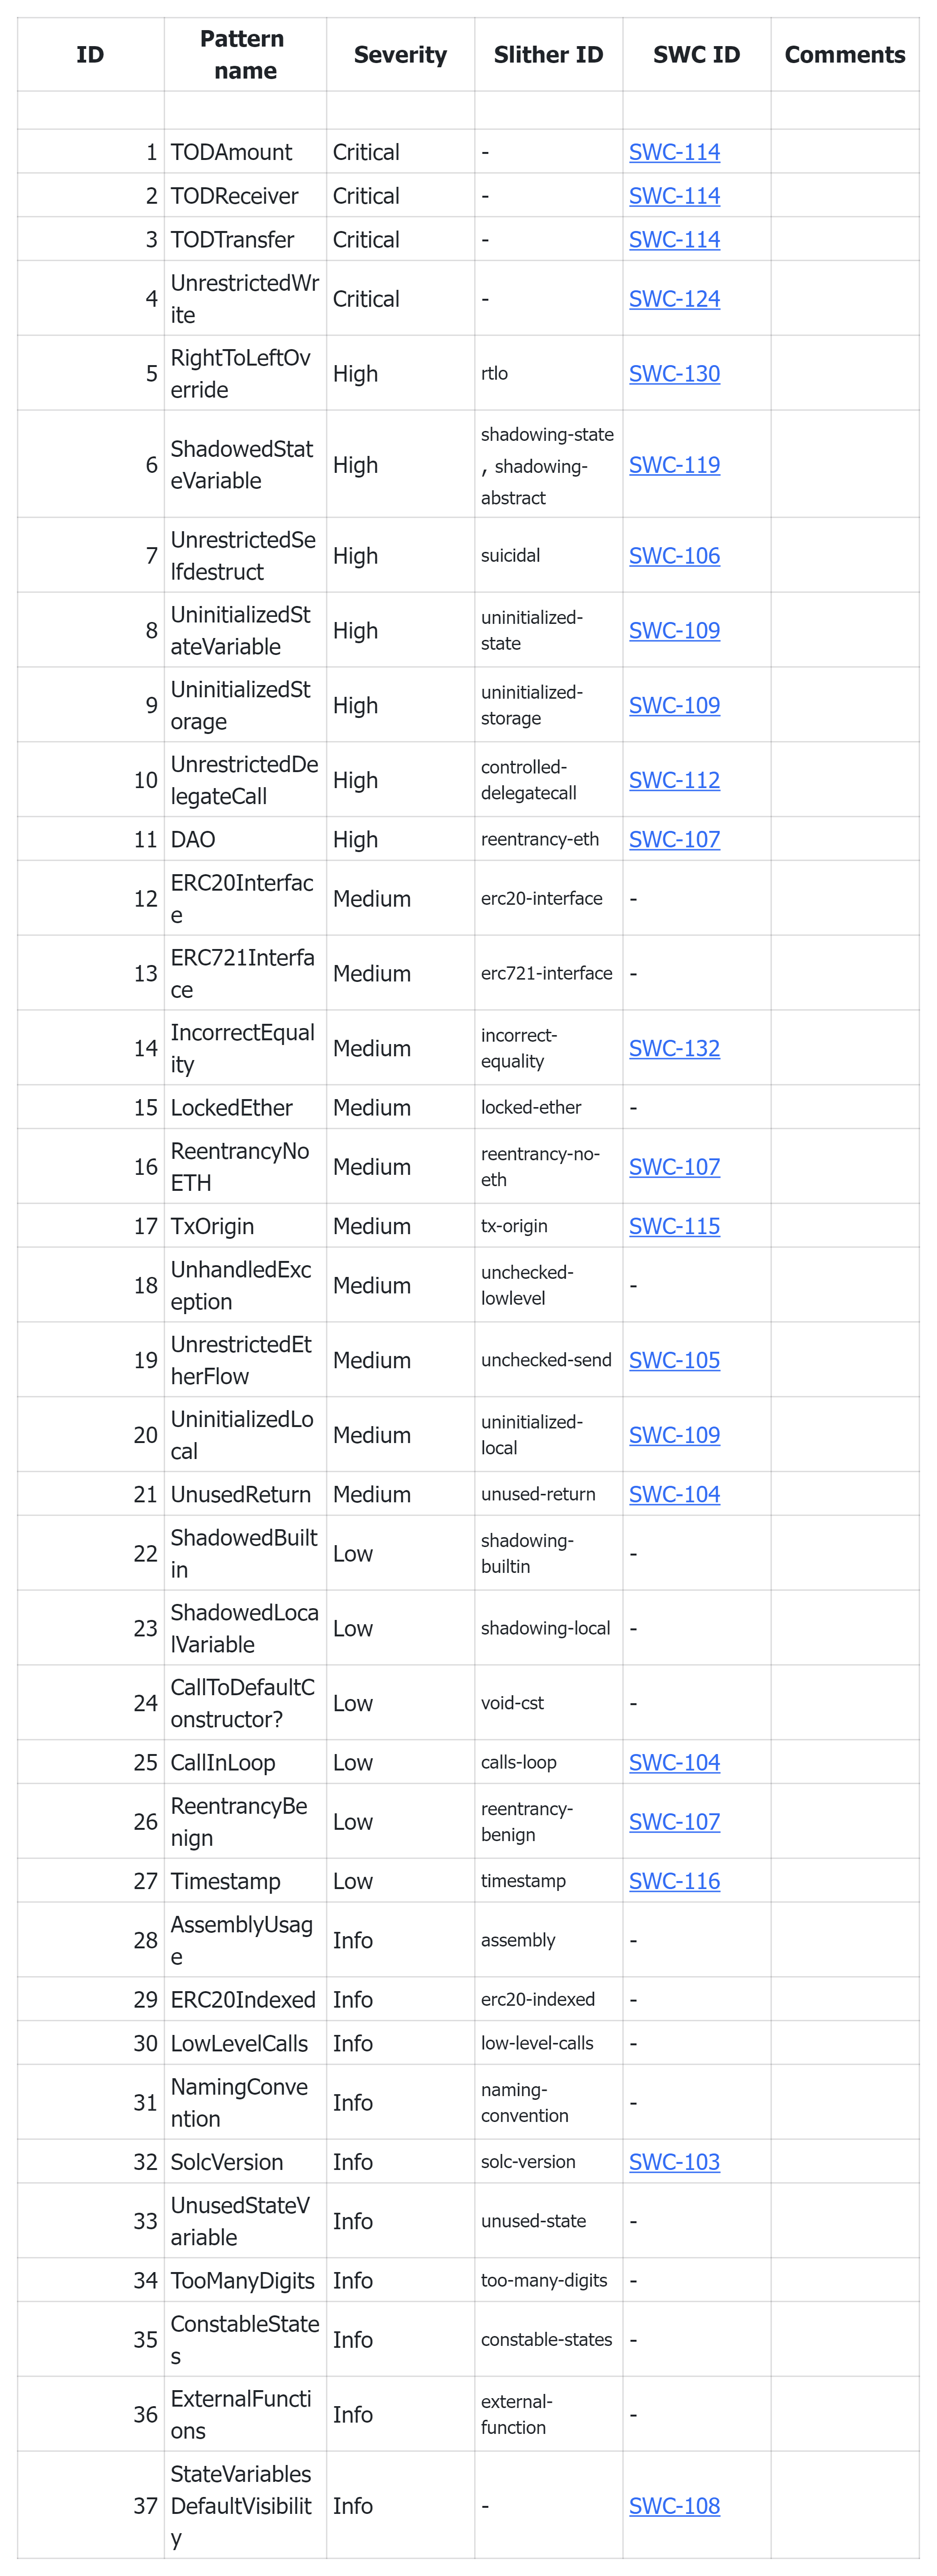 ID Pattern name Severity Slither ID SWC ID Comments
1 TODAmount Critical - SWC-114
2 TODReceiver Critical - SWC-114
3 TODTransfer Critical - SWC-114
4 UnrestrictedWrite Critical - SWC-124
5 RightToLeftOverride High rtlo SWC-130
6 ShadowedStateVariable High shadowing-state, shadowing-abstract SWC-119
7 UnrestrictedSelfdestruct High suicidal SWC-106
8 UninitializedStateVariable High uninitialized-state SWC-109
9 UninitializedStorage High uninitialized-storage SWC-109
10 UnrestrictedDelegateCall High controlled-delegatecall SWC-112
11 DAO High reentrancy-eth SWC-107
12 ERC20Interface Medium erc20-interface -
13 ERC721Interface Medium erc721-interface -
14 IncorrectEquality Medium incorrect-equality SWC-132
15 LockedEther Medium locked-ether -
16 ReentrancyNoETH Medium reentrancy-no-eth SWC-107
17 TxOrigin Medium tx-origin SWC-115
18 UnhandledException Medium unchecked-lowlevel -
19 UnrestrictedEtherFlow Medium unchecked-send SWC-105
20 UninitializedLocal Medium uninitialized-local SWC-109
21 UnusedReturn Medium unused-return SWC-104
22 ShadowedBuiltin Low shadowing-builtin -
23 ShadowedLocalVariable Low shadowing-local -
24 CallToDefaultConstructor? Low void-cst -
25 CallInLoop Low calls-loop SWC-104
26 ReentrancyBenign Low reentrancy-benign SWC-107
27 Timestamp Low timestamp SWC-116
28 AssemblyUsage Info assembly -
29 ERC20Indexed Info erc20-indexed -
30 LowLevelCalls Info low-level-calls -
31 NamingConvention Info naming-convention -
32 SolcVersion Info solc-version SWC-103
33 UnusedStateVariable Info unused-state -
34 TooManyDigits Info too-many-digits -
35 ConstableStates Info constable-states -
36 ExternalFunctions Info external-function -
37 StateVariablesDefaultVisibility Info - SWC-108